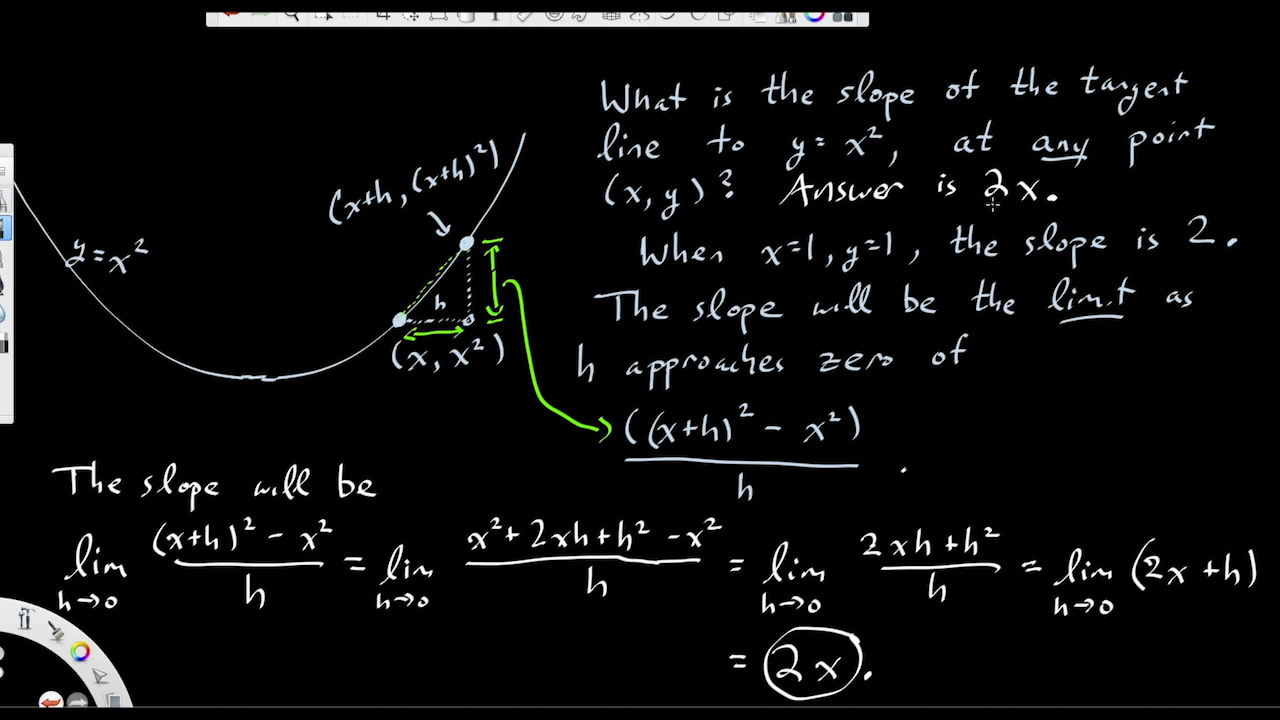 What is the slope of the tangent
line to y = x², at any point
(x, y)? Answer is 2x.
When x=1, y=1, the slope is 2.
The slope will be the limit as
h approaches zero of
((x+h)² - x²)
h .
(x+h, (x+h)²)
y = x²
h
(x, x²)
The slope will be
lim h→0 (x+h)² - x² / h = lim h→0 x² + 2xh + h² - x² / h = lim h→0 2xh + h² / h = lim h→0 (2x + h)
= 2x.